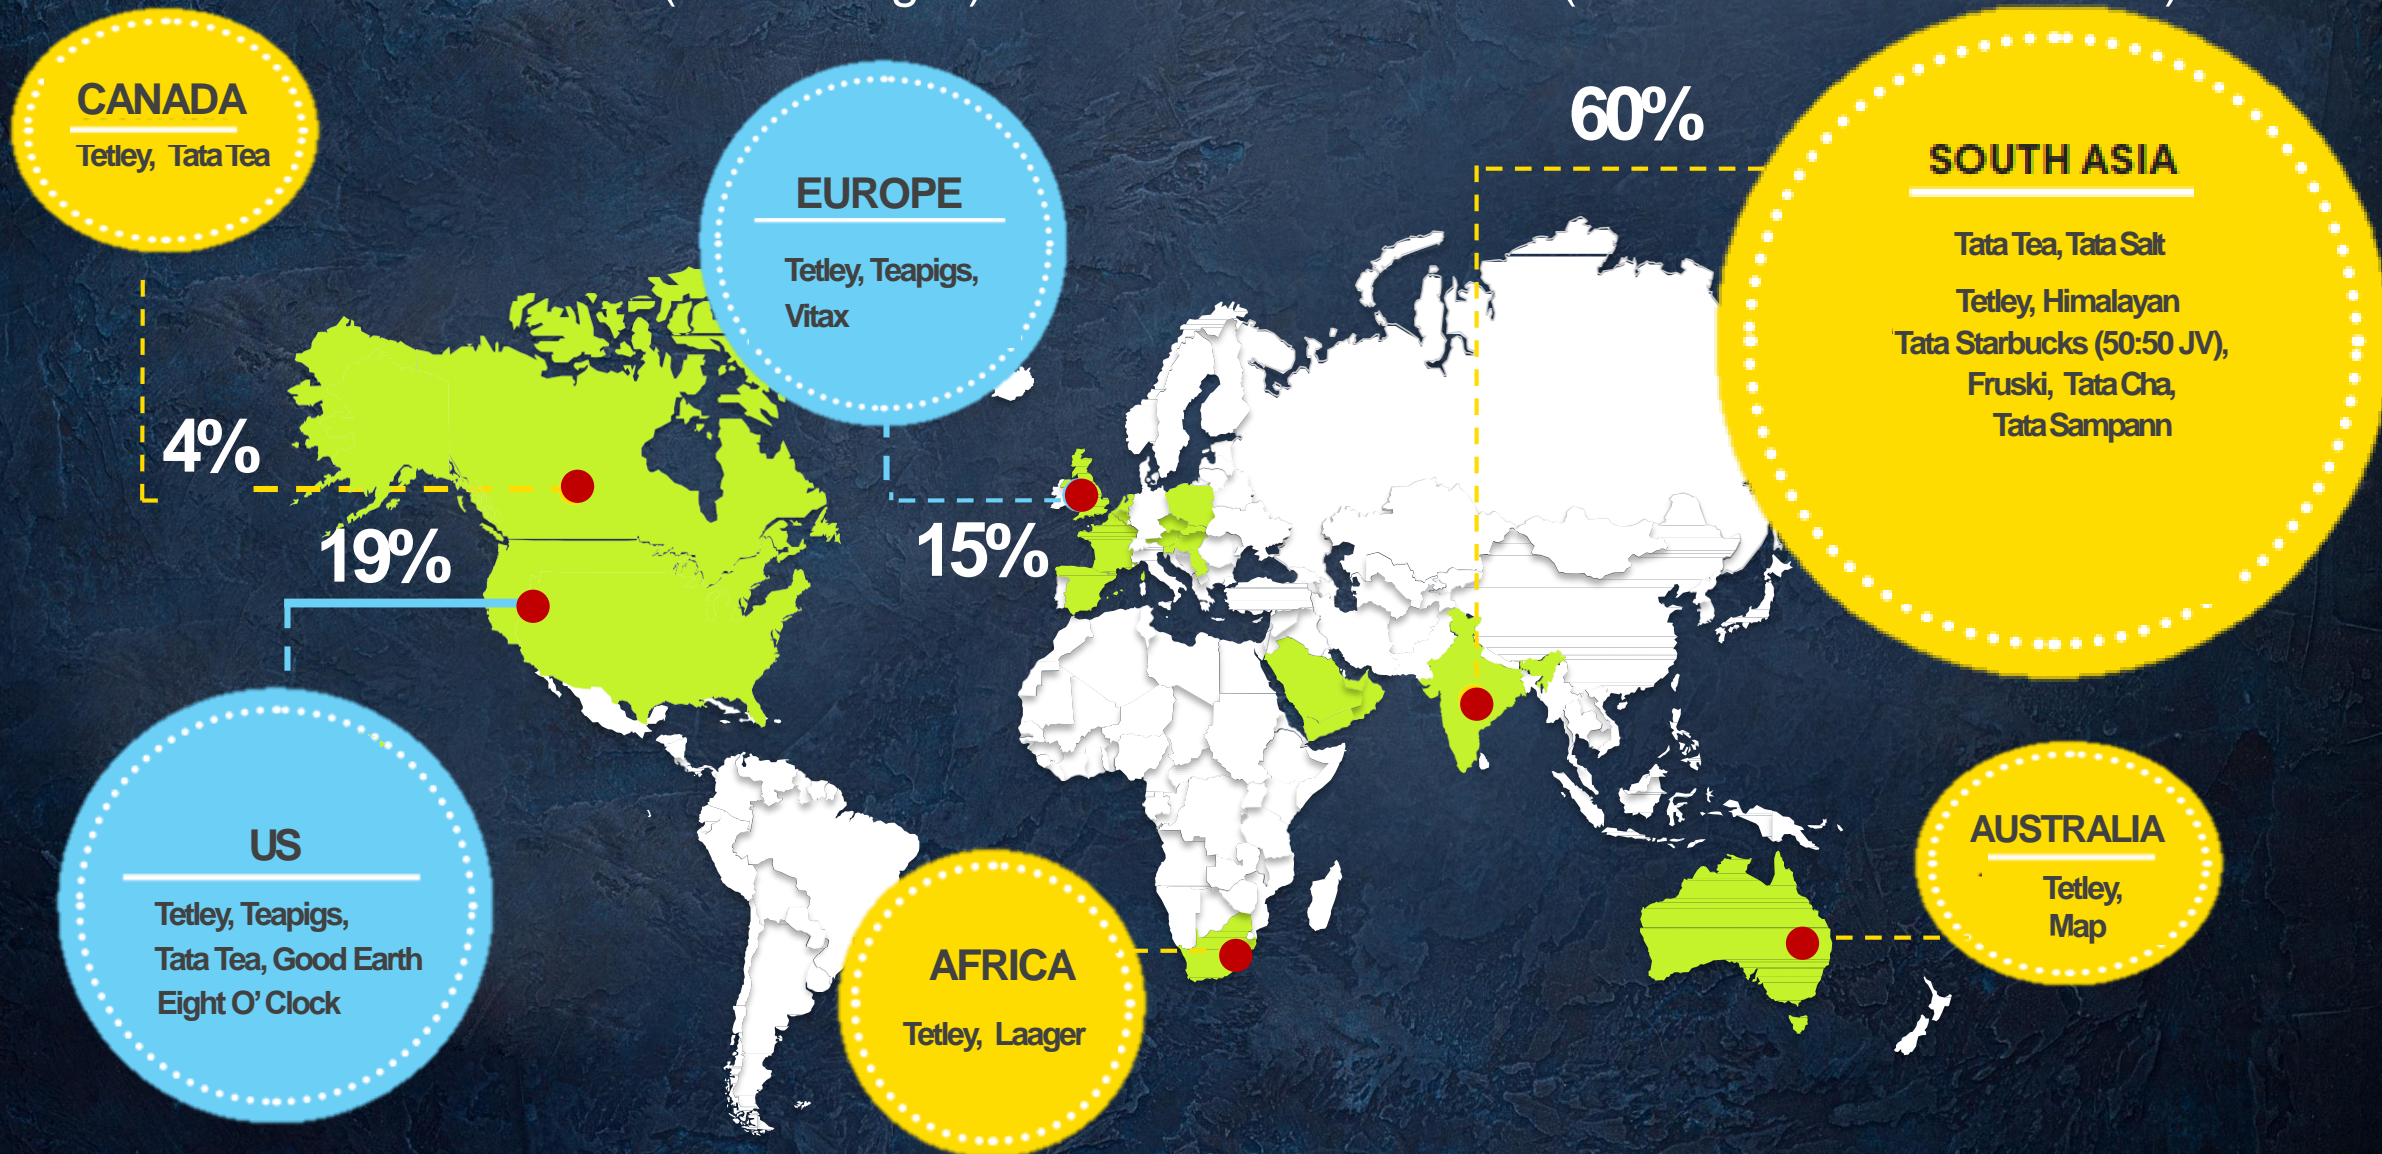 CANADA
Tetley, Tata Tea
4%
19%
US
Tetley, Teapigs,
Tata Tea, Good Earth
Eight O' Clock
EUROPE
Tetley, Teapigs,
Vitax
15%
AFRICA
Tetley, Laager
60%
SOUTH ASIA
Tata Tea, Tata Salt
Tetley, Himalayan
Tata Starbucks (50:50 JV),
Fruski, Tata Cha,
Tata Sampann
AUSTRALIA
Tetley,
Map